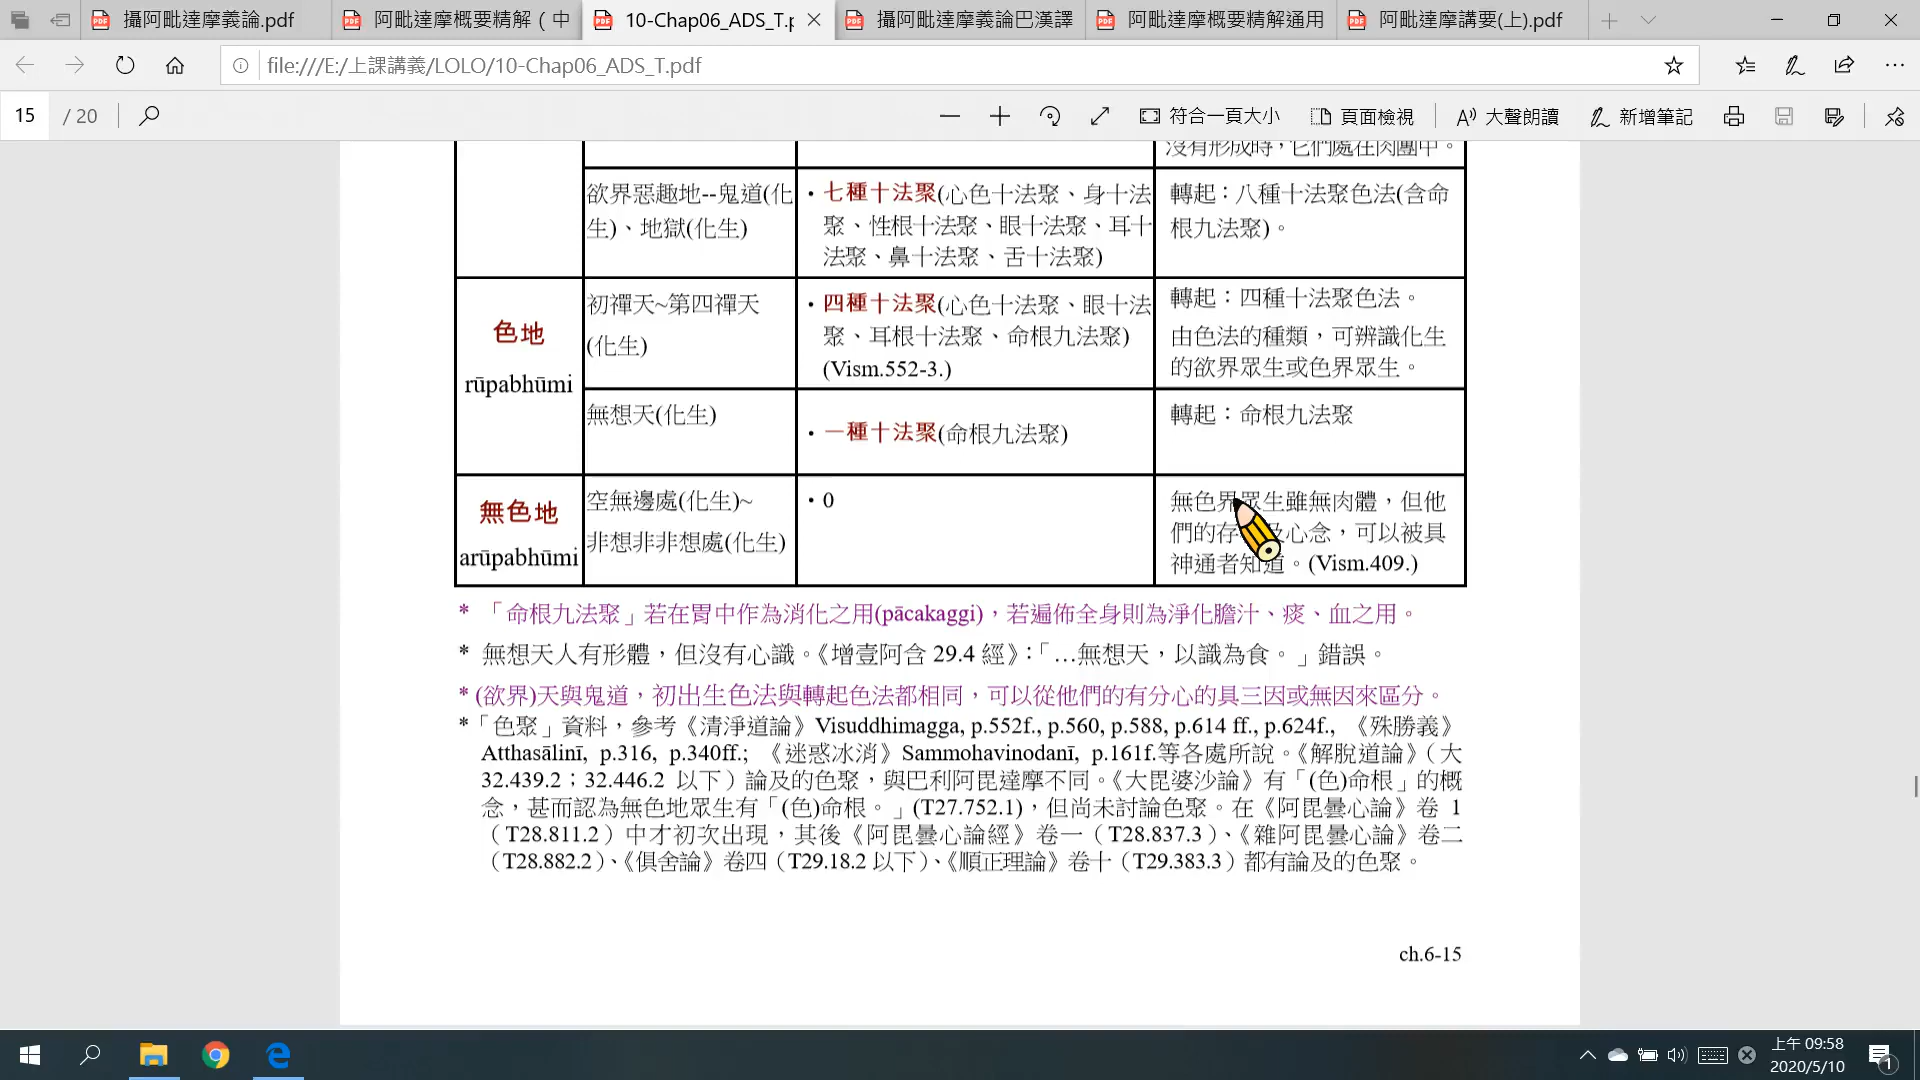 攝阿毗達摩義論.pdf
阿毗達摩概要精解 ( 中
10-Chap06_ADS_T.p
攝阿毗達摩義論巴漢譯
阿毗達摩概要精解通用
阿毗達摩講要(上).pdf
file:///E:/上課講義/LOLO/10-Chap06_ADS_T.pdf
15 / 20
符合一頁大小
頁面檢視
大聲朗讀
新增筆記
沒有形成時，它們處在肉團中。
欲界惡趣地--鬼道(化
生)、地獄(化生)
• 七種十法聚(心色十法聚、身十法
聚、性根十法聚、眼十法聚、耳十
法聚、鼻十法聚、舌十法聚)
轉起：八種十法聚色法(含命
根九法聚)。
色地
rūpabhūmi
初禪天~第四禪天
(化生)
• 四種十法聚(心色十法聚、眼十法
聚、耳根十法聚、命根九法聚)
(Vism.552-3.)
轉起：四種十法聚色法。
由色法的種類，可辨識化生
的欲界眾生或色界眾生。
無想天(化生)
• 一種十法聚(命根九法聚)
轉起：命根九法聚
無色地
arūpabhūmi
空無邊處(化生)~
非想非非想處(化生)
• 0
無色界眾生雖無肉體，但他
們的存 及心念，可以被具
神通者知道。(Vism.409.)
* 「命根九法聚」若在胃中作為消化之用(pācakaggi)，若遍佈全身則為淨化膽汁、痰、血之用。
* 無想天人有形體，但沒有心識。《增壹阿含 29.4 經》：「…無想天，以識為食。」錯誤。
* (欲界)天與鬼道，初出生色法與轉起色法都相同，可以從他們的有分心的具三因或無因來區分。
*「色聚」資料，參考《清淨道論》Visuddhimagga, p.552f., p.560, p.588, p.614 ff., p.624f., 《殊勝義》
Atthasālinī, p.316, p.340ff.; 《迷惑冰消》Sammohavinodanī, p.161f.等各處所說。《解脫道論》（大
32.439.2；32.446.2 以下）論及的色聚，與巴利阿毘達摩不同。《大毘婆沙論》有「(色)命根」的概
念，甚而認為無色地眾生有「(色)命根。」(T27.752.1)，但尚未討論色聚。在《阿毘曇心論》卷 1
（T28.811.2）中才初次出現，其後《阿毘曇心論經》卷一（T28.837.3）、《雜阿毘曇心論》卷二
（T28.882.2）、《俱舍論》卷四（T29.18.2 以下）、《順正理論》卷十（T29.383.3）都有論及的色聚。
ch.6-15
上午 09:58
2020/5/10
1